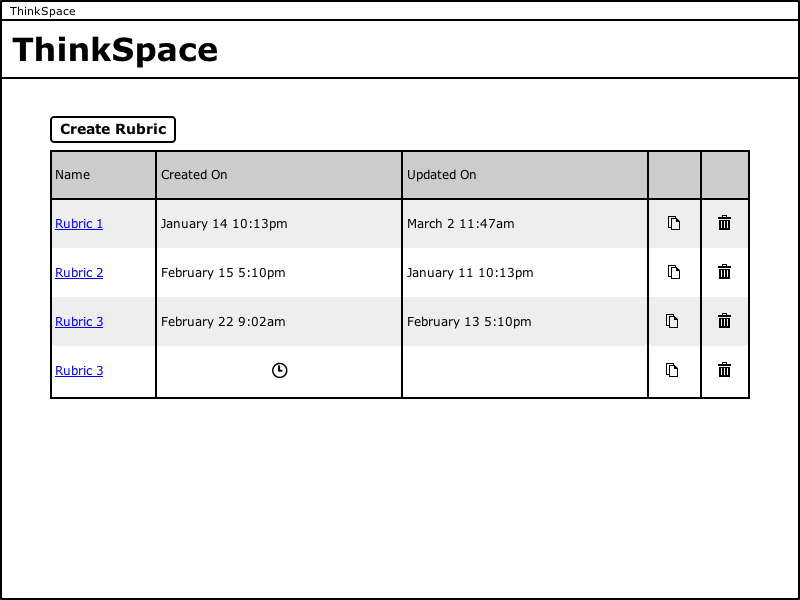 ThinkSpace
ThinkSpace
Create Rubric
Name Created On Updated On
Rubric 1 January 14 10:13pm March 2 11:47am
Rubric 2 February 15 5:10pm January 11 10:13pm
Rubric 3 February 22 9:02am February 13 5:10pm
Rubric 3